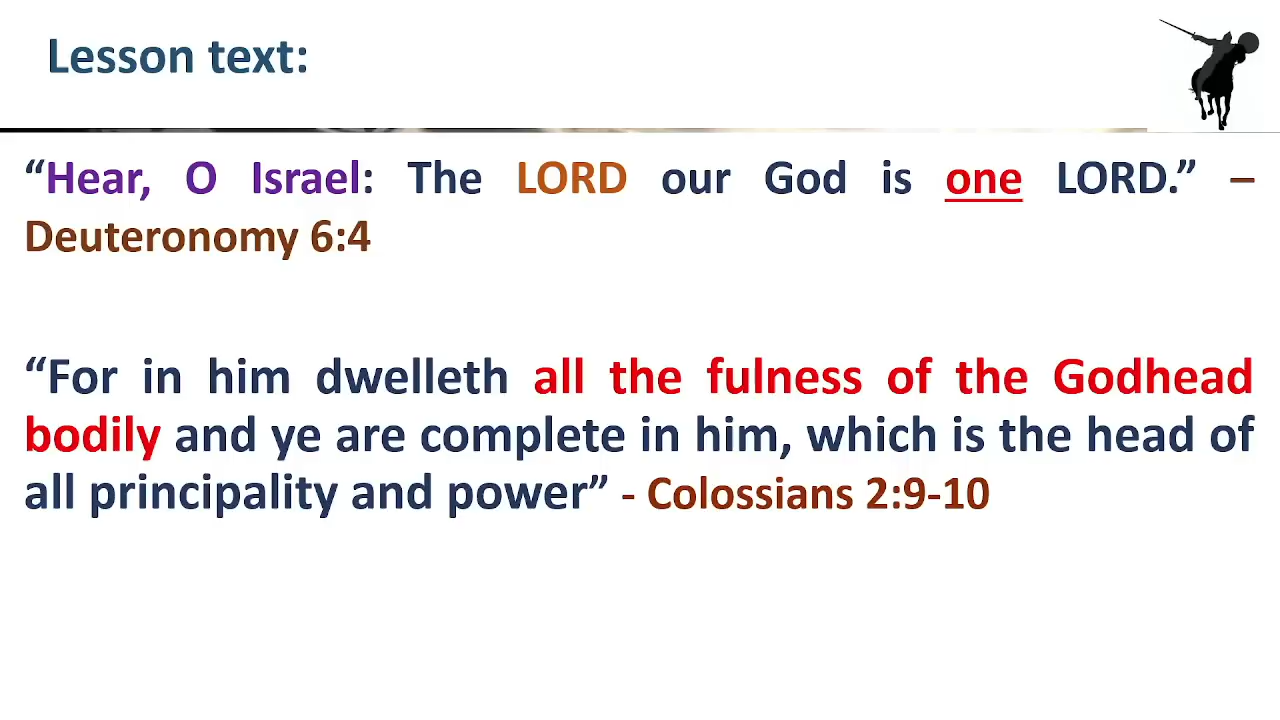 Lesson text:
“Hear, O Israel: The LORD our God is one LORD.” –
Deuteronomy 6:4
“For in him dwelleth all the fulness of the Godhead
bodily and ye are complete in him, which is the head of
all principality and power” - Colossians 2:9-10